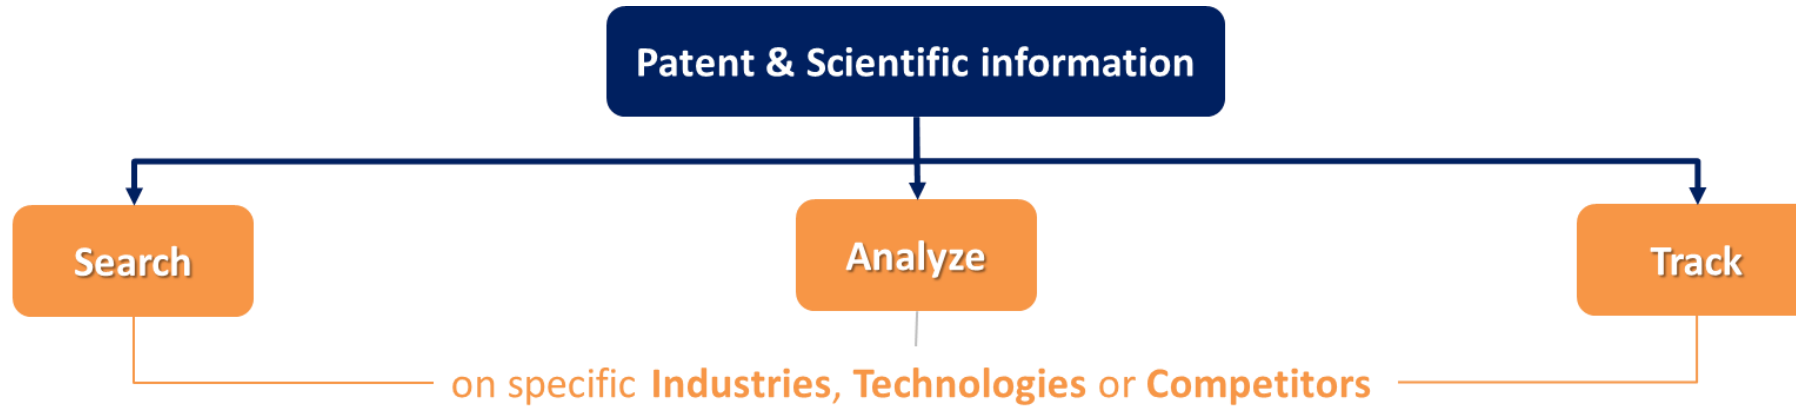 Patent & Scientific information
Search
Analyze
Track
on specific Industries, Technologies or Competitors